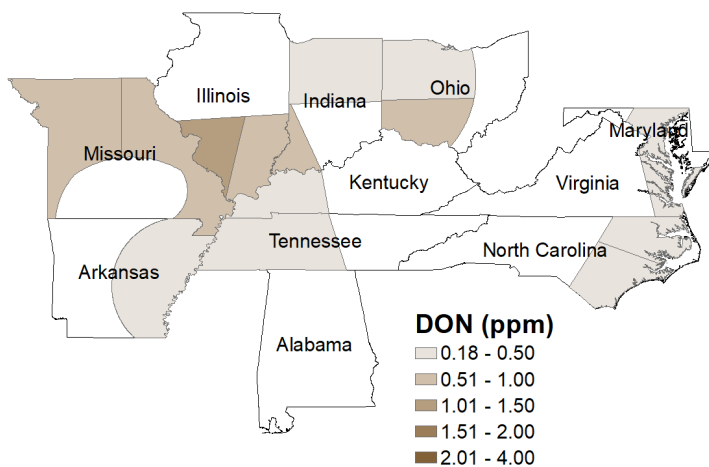 Illinois
Indiana
Ohio
Maryland
Missouri
Kentucky
Virginia
Tennessee
North Carolina
Arkansas
Alabama
DON (ppm)
0.18 - 0.50
0.51 - 1.00
1.01 - 1.50
1.51 - 2.00
2.01 - 4.00